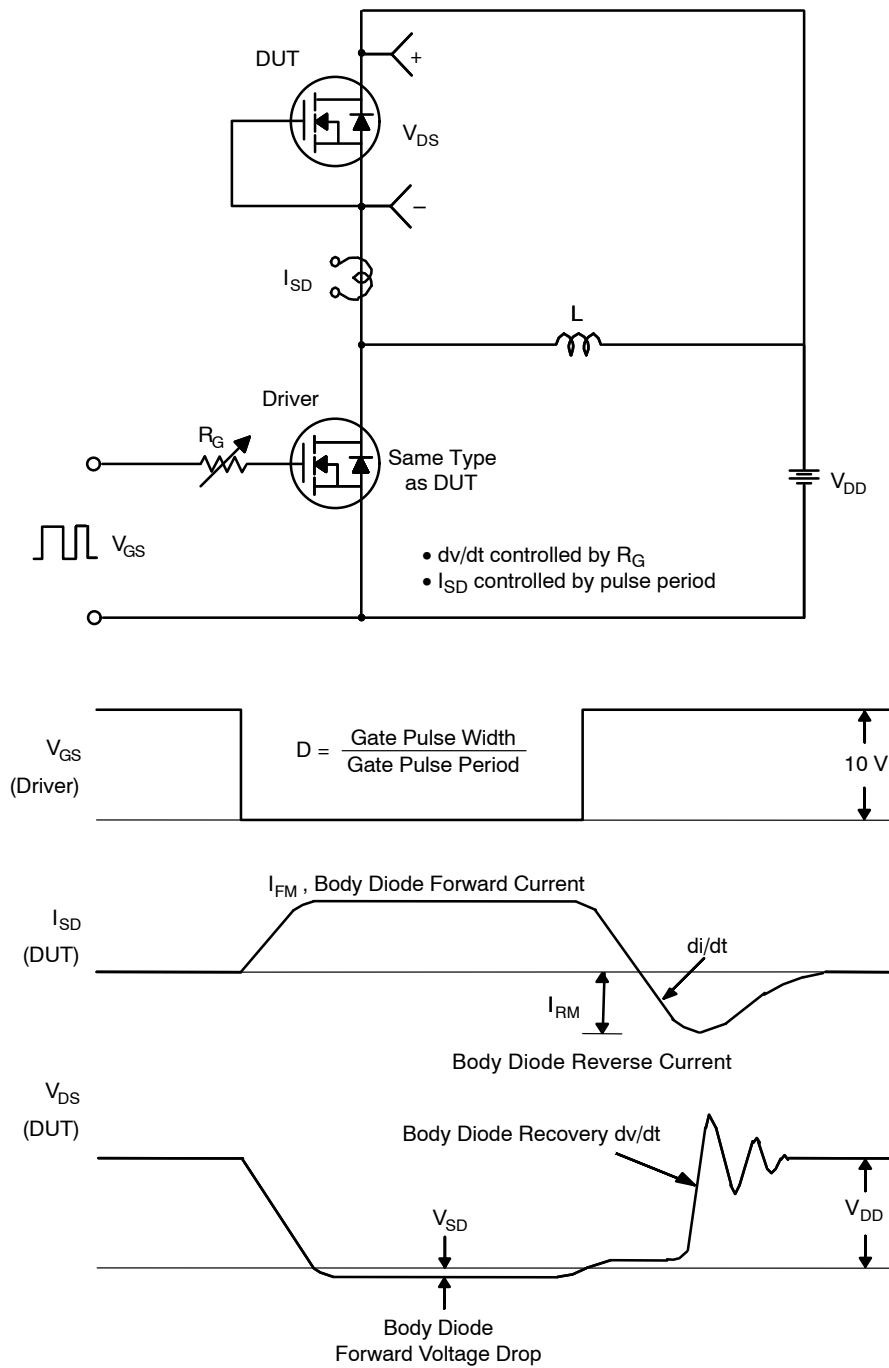 DUT
+
V_DS
–
I_SD
L
Driver
R_G
Same Type
as DUT
V_DD
V_GS
• dv/dt controlled by R_G
• I_SD controlled by pulse period
V_GS
(Driver)
D = Gate Pulse Width
Gate Pulse Period
10 V
I_FM , Body Diode Forward Current
I_SD
(DUT)
di/dt
I_RM
Body Diode Reverse Current
V_DS
(DUT)
Body Diode Recovery dv/dt
V_SD
V_DD
Body Diode
Forward Voltage Drop